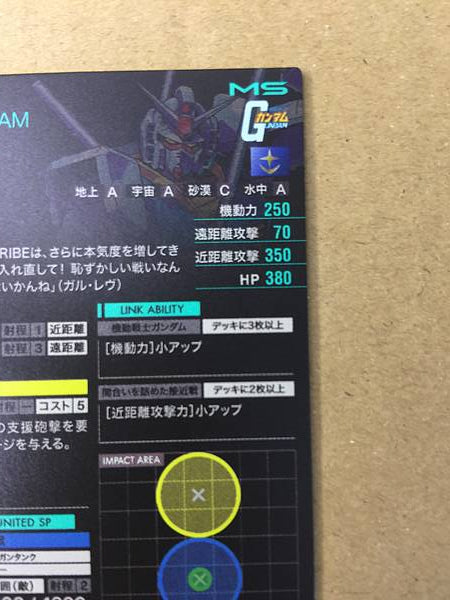 MS
AM
G ガンダム
GUNDAM
地上 A 宇宙 A 砂漠 C 水中 A
機動力 250
遠距離攻撃 70
近距離攻撃 350
HP 380
RIBEは、さらに本気度を増してき
入れ直して! 恥ずかしい戦いなん
いかんね」(ガル・レヴ)
LINK ABILITY
機動戦士ガンダム デッキに3枚以上
[機動力]小アップ
間合いを詰めた接近戦 デッキに2枚以上
[近距離攻撃力]小アップ
射程 1 近距離
射程 3 遠距離
射程 ー コスト 5
の支援砲撃を要
ージを与える。
IMPACT AREA
UNITED SP
ガンタンク
囲(敵) 射程 2